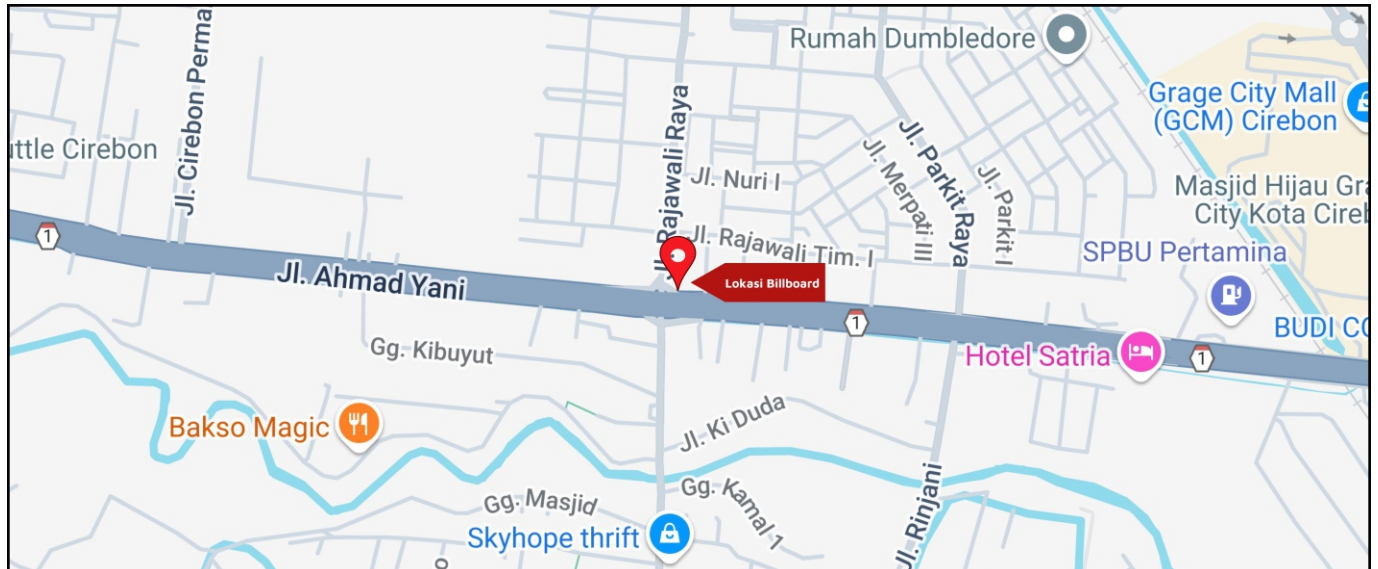 Rumah Dumbledore
Grage City Mall
(GCM) Cirebon
Jl. Cirebon Perma
Jl. Rajawali Raya
Jl. Parkit Raya
uttle Cirebon
Jl. Nuri I
Jl. Merpati III
Jl. Parkit I
Masjid Hijau Gra
City Kota Cireb
1
Jl. Rajawali Tim. I
SPBU Pertamina
Jl. Ahmad Yani
Lokasi Billboard
1
BUDI CO
Gg. Kibuyut
Hotel Satria
1
Bakso Magic
Jl. Ki Duda
Gg. Masjid
Gg. Kamal 1
Jl. Rinjani
Skyhope thrift